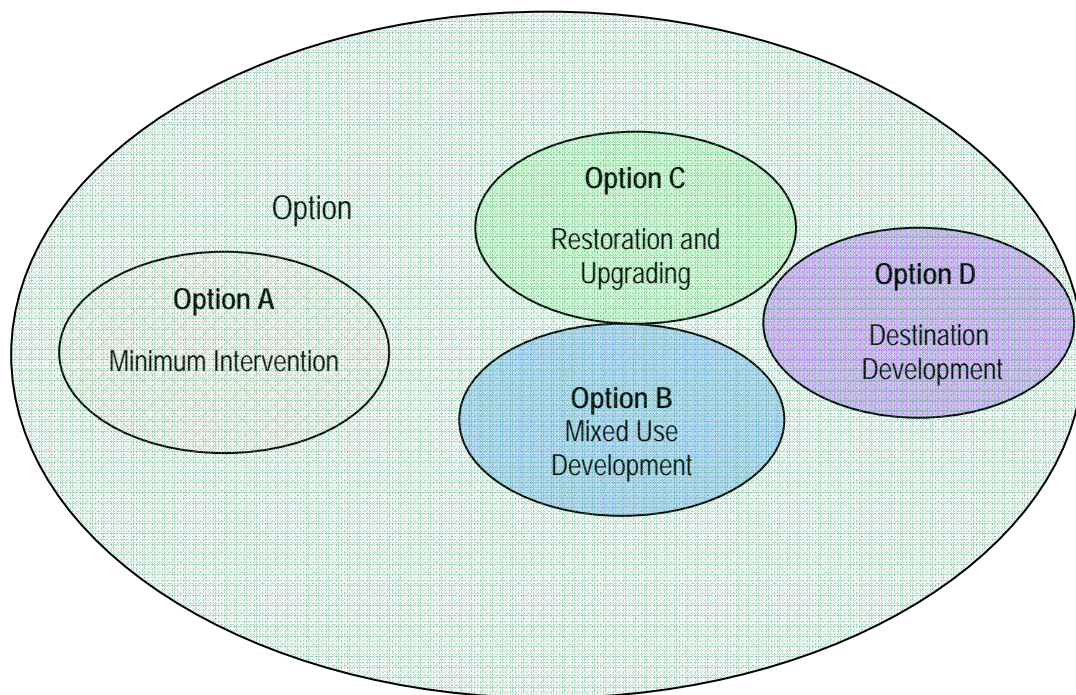 Option
Option A
Minimum Intervention
Option C
Restoration and
Upgrading
Option B
Mixed Use
Development
Option D
Destination
Development